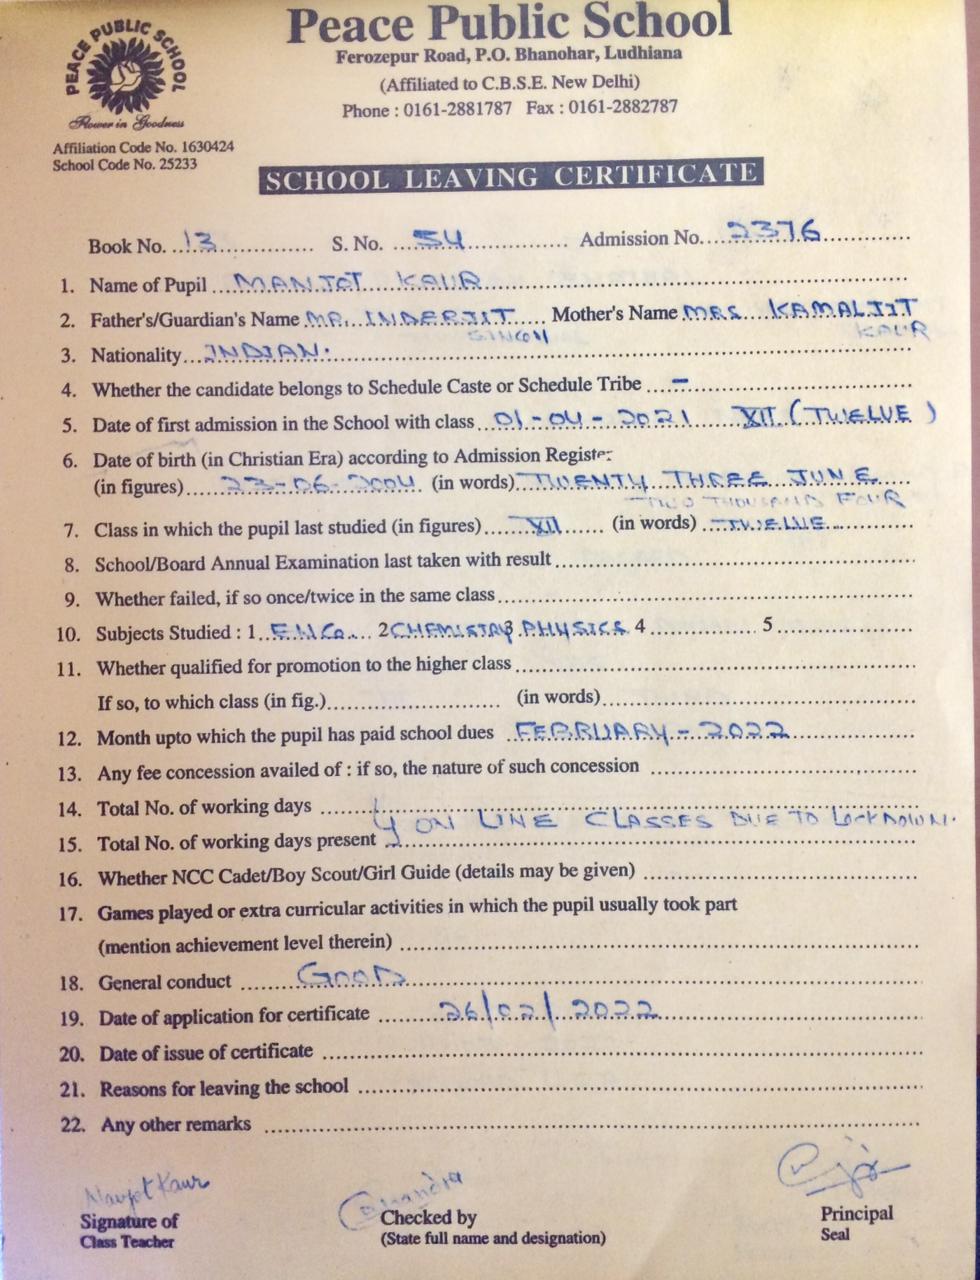 Peace Public School
PEACE PUBLIC SCHOOL
Flower in Goodness
Ferozepur Road, P.O. Bhanohar, Ludhiana
(Affiliated to C.B.S.E. New Delhi)
Phone : 0161-2881787 Fax : 0161-2882787
Affiliation Code No. 1630424
School Code No. 25233
SCHOOL LEAVING CERTIFICATE
Book No. 13 S. No. 54 Admission No. 2376
1. Name of Pupil MANJOT KAUR
2. Father's/Guardian's Name MR. INDERJIT SINGH Mother's Name MRS KAMALJIT KAUR
3. Nationality INDIAN.
4. Whether the candidate belongs to Schedule Caste or Schedule Tribe -
5. Date of first admission in the School with class 01-04-2021 XII (TWELVE)
6. Date of birth (in Christian Era) according to Admission Register
(in figures) 23-06-2004 (in words) TWENTY THREE JUNE
TWO THOUSAND FOUR
7. Class in which the pupil last studied (in figures) XII (in words) TWELVE
8. School/Board Annual Examination last taken with result
9. Whether failed, if so once/twice in the same class
10. Subjects Studied : 1 ENG. 2 CHEMISTRY 3 PHYSICS 4 5
11. Whether qualified for promotion to the higher class
If so, to which class (in fig.) (in words)
12. Month upto which the pupil has paid school dues FEBRUARY-2022
13. Any fee concession availed of : if so, the nature of such concession
14. Total No. of working days
ON LINE CLASSES DUE TO LOCKDOWN.
15. Total No. of working days present
16. Whether NCC Cadet/Boy Scout/Girl Guide (details may be given)
17. Games played or extra curricular activities in which the pupil usually took part
(mention achievement level therein)
18. General conduct GOOD
19. Date of application for certificate 26/02/2022
20. Date of issue of certificate
21. Reasons for leaving the school
22. Any other remarks
Navjot Kaur
Signature of Checked by Principal
Class Teacher (State full name and designation) Seal